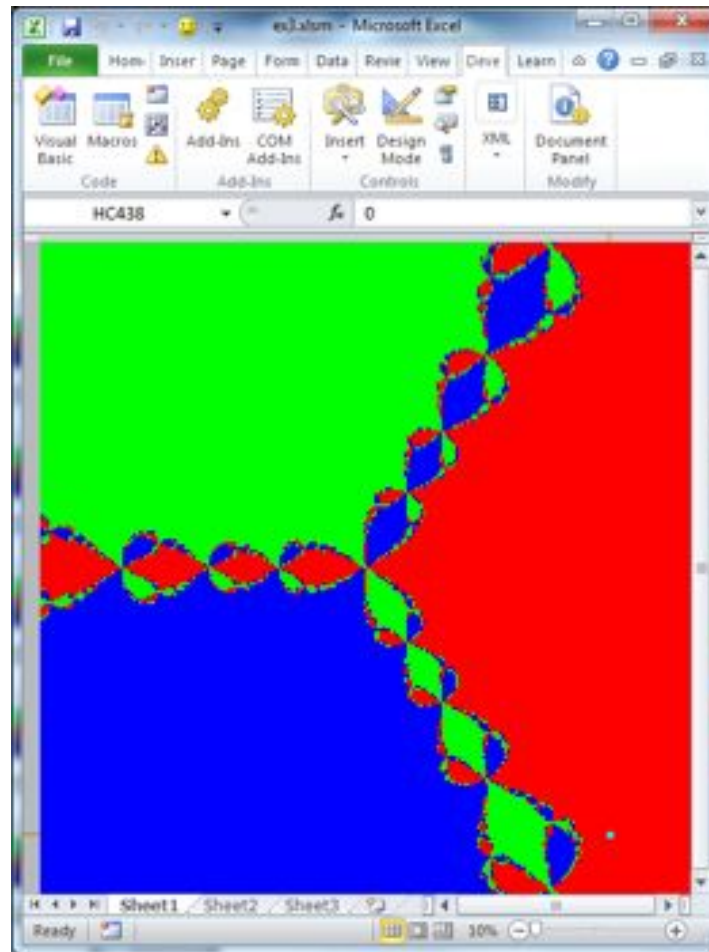 ex3.xlsm - Microsoft Excel
File Hom Inser Page Form Data Revie View Deve Learn
Visual Basic Macros Add-Ins COM Add-Ins Insert Design Mode XML Document Panel
Code Add-Ins Controls Modify
HC438 fx 0
Sheet1 Sheet2 Sheet3
Ready 10%